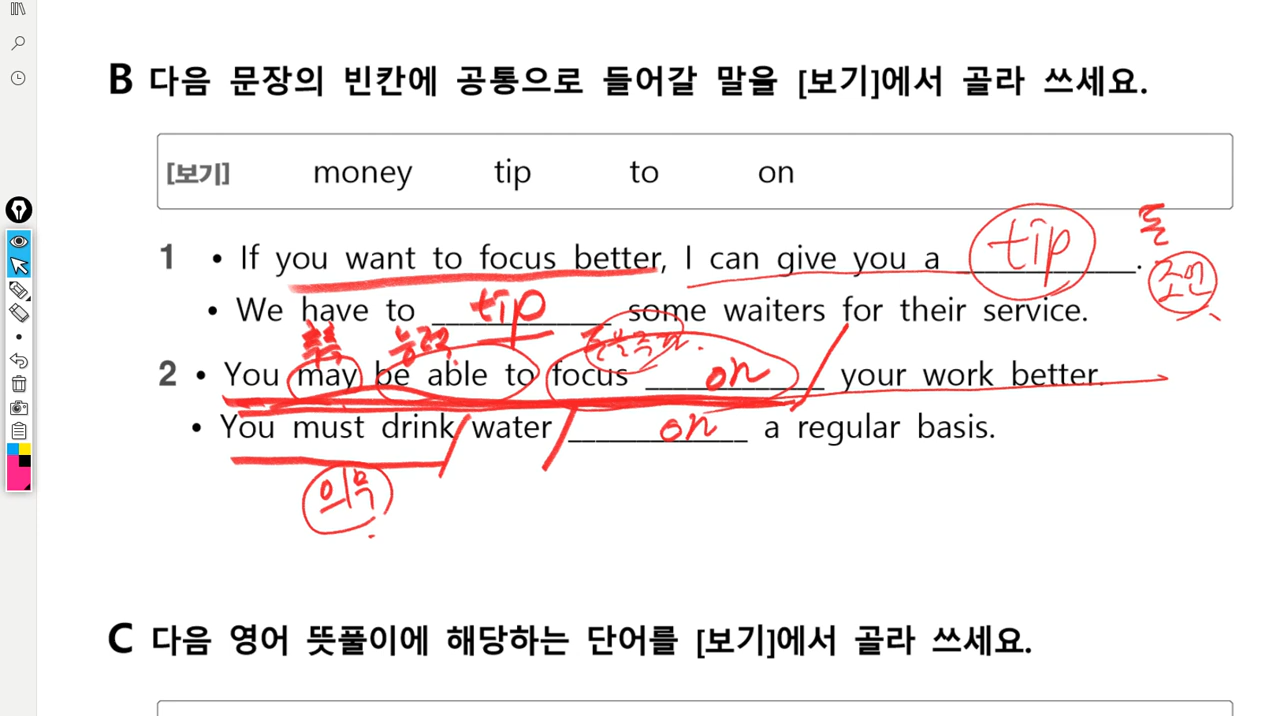 B 다음 문장의 빈칸에 공통으로 들어갈 말을 [보기]에서 골라 쓰세요.
[보기] money tip to on
돈
1 • If you want to focus better, I can give you a tip.
조언
• We have to tip some waiters for their service.
추측 능력
2 • You may be able to focus on your work better.
• You must drink water on a regular basis.
의무
C 다음 영어 뜻풀이에 해당하는 단어를 [보기]에서 골라 쓰세요.